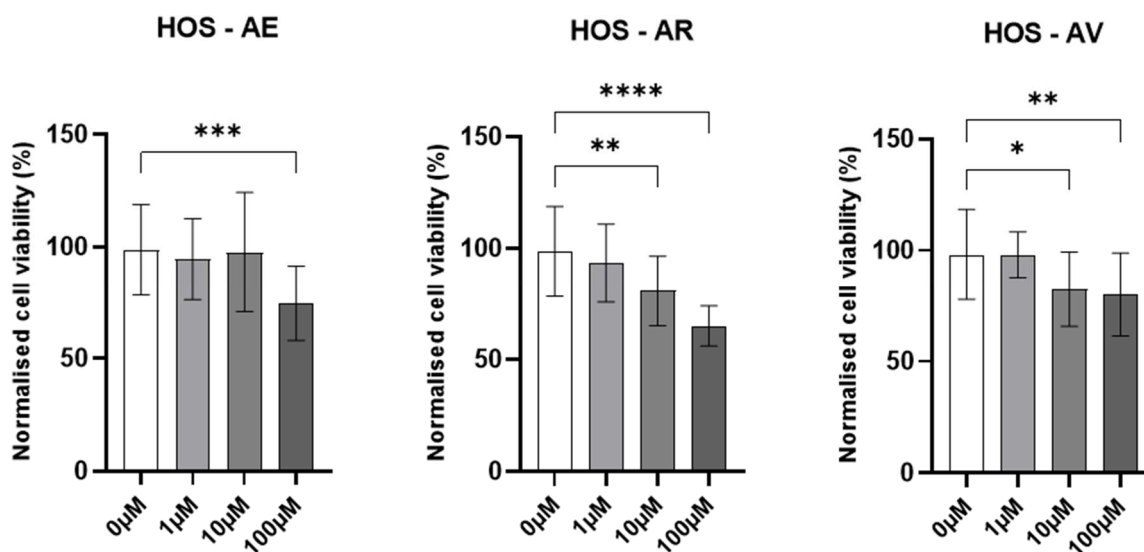 HOS - AE
***
Normalised cell viability (%)
150
100
50
0
0µM
1µM
10µM
100µM
HOS - AR
****
**
Normalised cell viability (%)
150
100
50
0
0µM
1µM
10µM
100µM
HOS - AV
**
*
Normalised cell viability (%)
150
100
50
0
0µM
1µM
10µM
100µM